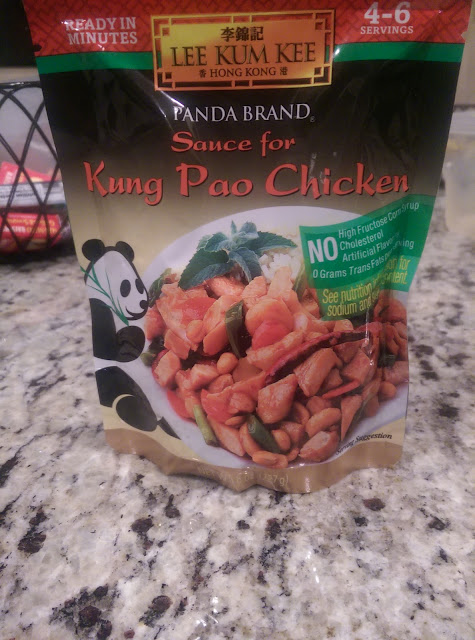 READY IN
MINUTES
4-6
SERVINGS
李錦記
LEE KUM KEE
香 HONG KONG 港
PANDA BRAND®
Sauce for
Kung Pao Chicken
NO
High Fructose Corn Syrup
Cholesterol
Artificial
0 Grams Trans Fats
See nutrition
sodium and
Serving Suggestion